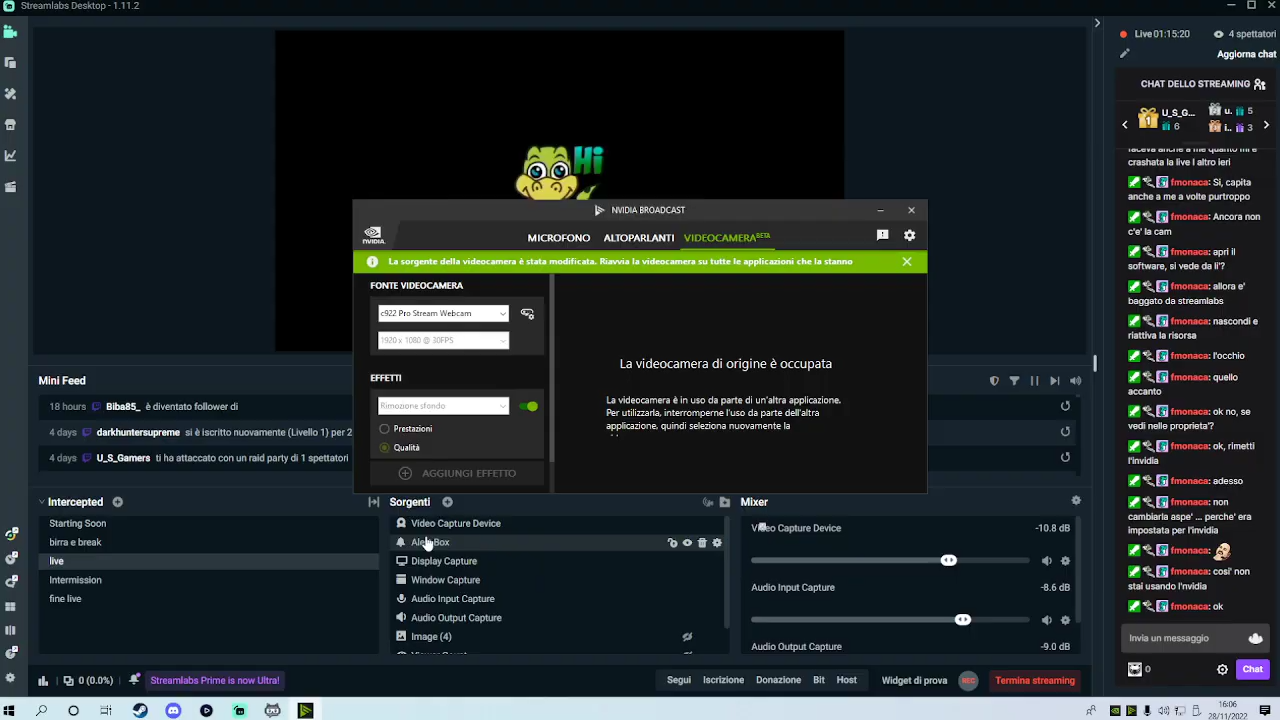 Streamlabs Desktop - 1.11.2
Live 01:15:20
4 spettatori
Aggiorna chat
CHAT DELLO STREAMING
U_S_G...
6
u. 5
i... 3
faceva anche a me quanto mi è
crashata la live l altro ieri
fmonaca: Si, capita
anche a me a volte purtroppo
fmonaca: Ancora non
c'e' la cam
fmonaca: apri il
software, si vede da lì?
fmonaca: allora e'
baggato da streamlabs
fmonaca: nascondi e
riattiva la risorsa
fmonaca: l'occhio
fmonaca: quello
accanto
fmonaca: ok no, se
vedi nelle proprieta'?
fmonaca: ok, rimetti
l'invidia
fmonaca: adesso
fmonaca: non
cambiarla aspe'... perche' era
impostata per l'nvidia
fmonaca:
fmonaca: cosi' non
stai usando l'nvidia
fmonaca: ok
Invia un messaggio
0
Chat
Hi
NVIDIA BROADCAST
NVIDIA.
MICROFONO
ALTOPARLANTI
VIDEOCAMERA BETA
La sorgente della videocamera è stata modificata. Riavvia la videocamera su tutte le applicazioni che la stanno
FONTE VIDEOCAMERA
c922 Pro Stream Webcam
1920 x 1080 @ 30FPS
EFFETTI
Rimozione sfondo
Prestazioni
Qualità
AGGIUNGI EFFETTO
La videocamera di origine è occupata
La videocamera è in uso da parte di un'altra applicazione.
Per utilizzarla, interromperne l'uso da parte dell'altra
applicazione, quindi seleziona nuovamente la
Mini Feed
18 hours Biba95_ è diventato follower di
4 days darkhuntersupreme si è iscritto nuovamente (Livello 1) per 2
4 days U_S_Gamers ti ha attaccato con un raid party di 1 spettatori
Intercepted
Starting Soon
birra e break
live
Intermission
fine live
Sorgenti
Video Capture Device
Display Capture
Window Capture
Audio Input Capture
Audio Output Capture
Image (4)
Mixer
Video Capture Device
-10.8 dB
Audio Input Capture
-8.6 dB
Audio Output Capture
-9.0 dB
0 (0.0%)
Streamlabs Prime is now Ultra!
Segui
Iscrizione
Donazione
Bit
Host
Widget di prova
REC
Termina streaming
16:06
28/11/2022